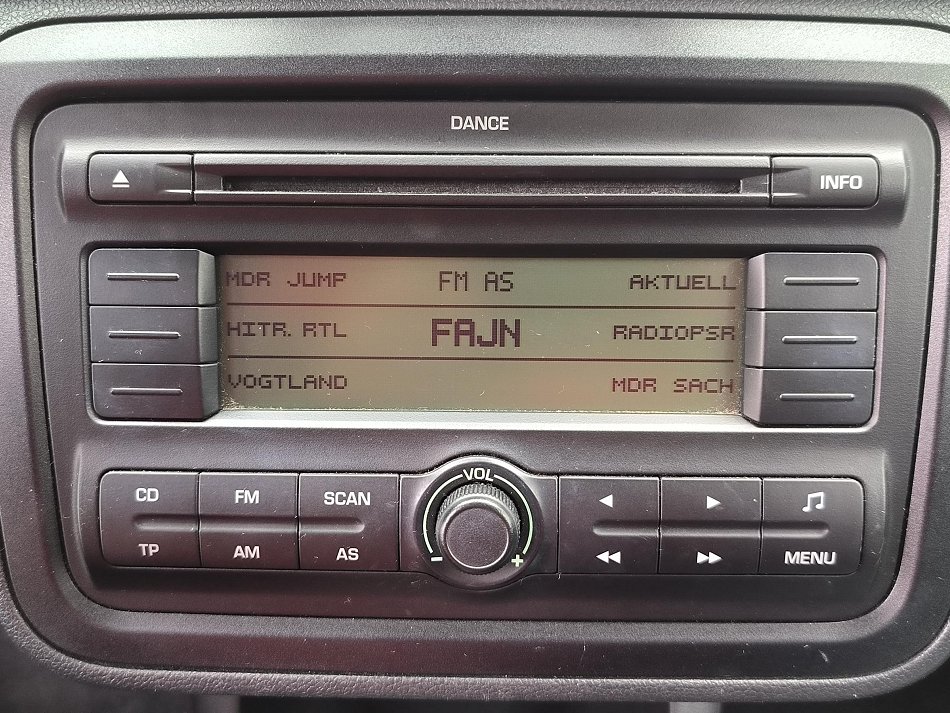 DANCE
INFO
MDR JUMP FM AS AKTUELL
HITR. RTL FAJN RADIOPSR
VOGTLAND MDR SACH
VOL
CD FM SCAN
TP AM AS MENU
- +